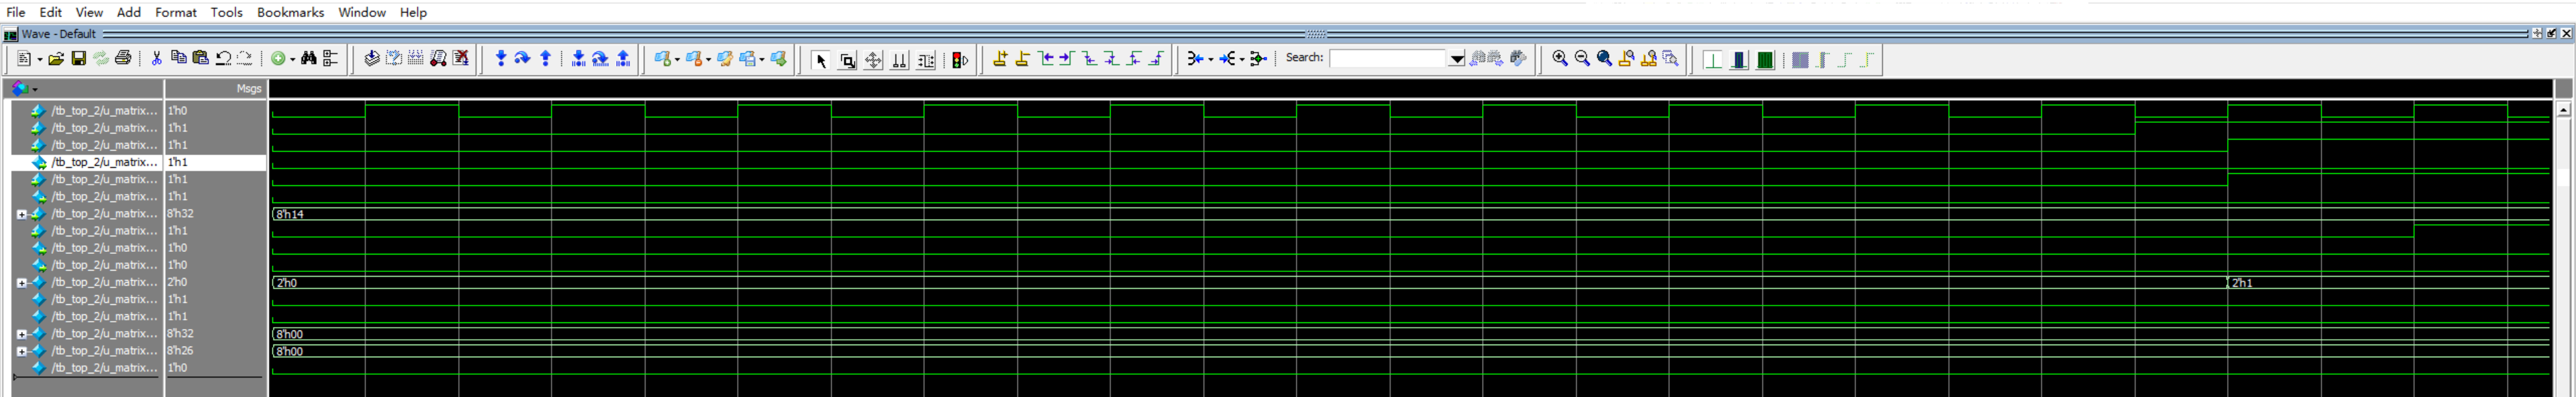 File Edit View Add Format Tools Bookmarks Window Help
Wave - Default
Search:
Msgs
/tb_top_2/u_matrix... 1'h0
/tb_top_2/u_matrix... 1'h1
/tb_top_2/u_matrix... 1'h1
/tb_top_2/u_matrix... 1'h1
/tb_top_2/u_matrix... 1'h1
/tb_top_2/u_matrix... 1'h1
/tb_top_2/u_matrix... 8'h32 8'h14
/tb_top_2/u_matrix... 1'h1
/tb_top_2/u_matrix... 1'h0
/tb_top_2/u_matrix... 1'h0
/tb_top_2/u_matrix... 2'h0 2'h0 2'h1
/tb_top_2/u_matrix... 1'h1
/tb_top_2/u_matrix... 1'h1
/tb_top_2/u_matrix... 8'h32 8'h00
/tb_top_2/u_matrix... 8'h26 8'h00
/tb_top_2/u_matrix... 1'h0